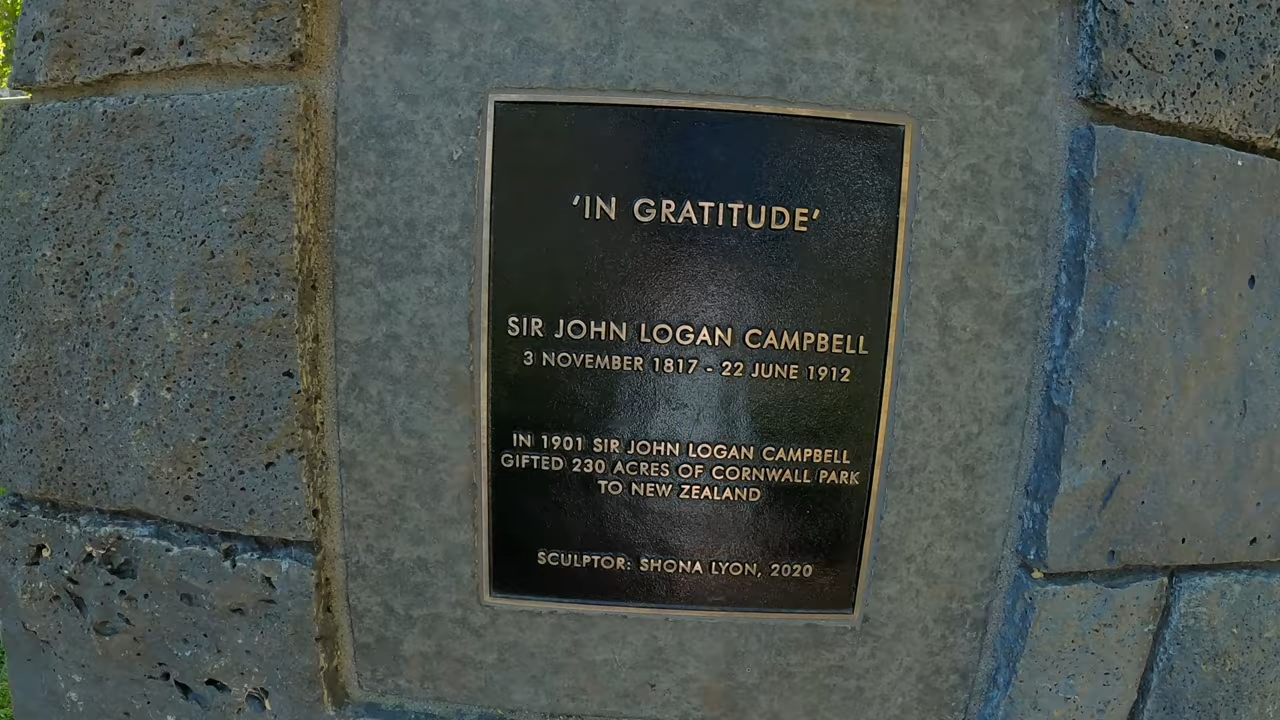 'IN GRATITUDE'
SIR JOHN LOGAN CAMPBELL
3 NOVEMBER 1817 - 22 JUNE 1912
IN 1901 SIR JOHN LOGAN CAMPBELL
GIFTED 230 ACRES OF CORNWALL PARK
TO NEW ZEALAND
SCULPTOR: SHONA LYON, 2020